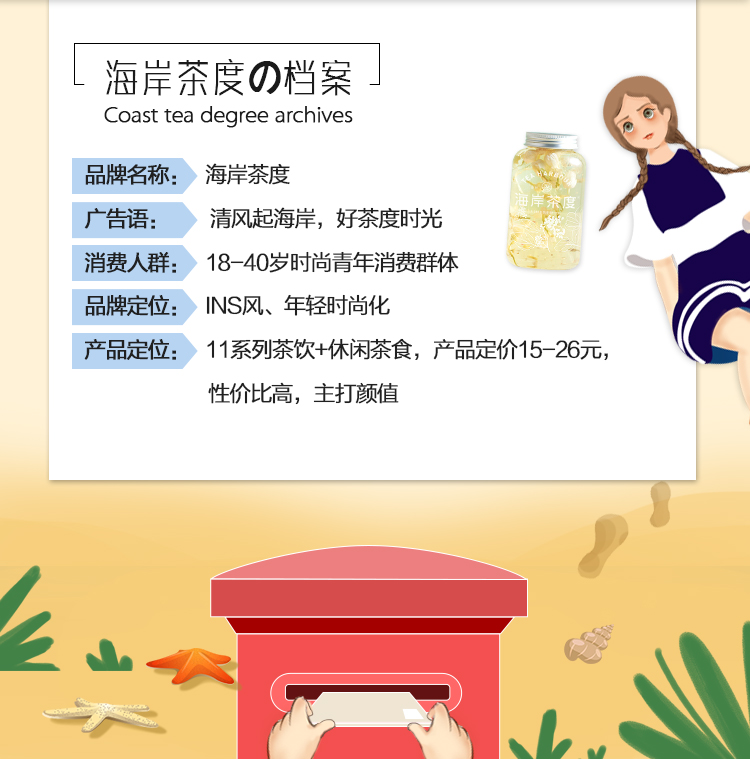 海岸茶度の档案
Coast tea degree archives
品牌名称：海岸茶度
广告语：清风起海岸，好茶度时光
消费人群：18-40岁时尚青年消费群体
品牌定位：INS风、年轻时尚化
产品定位：11系列茶饮+休闲茶食，产品定价15-26元，
性价比高，主打颜值
海岸茶度